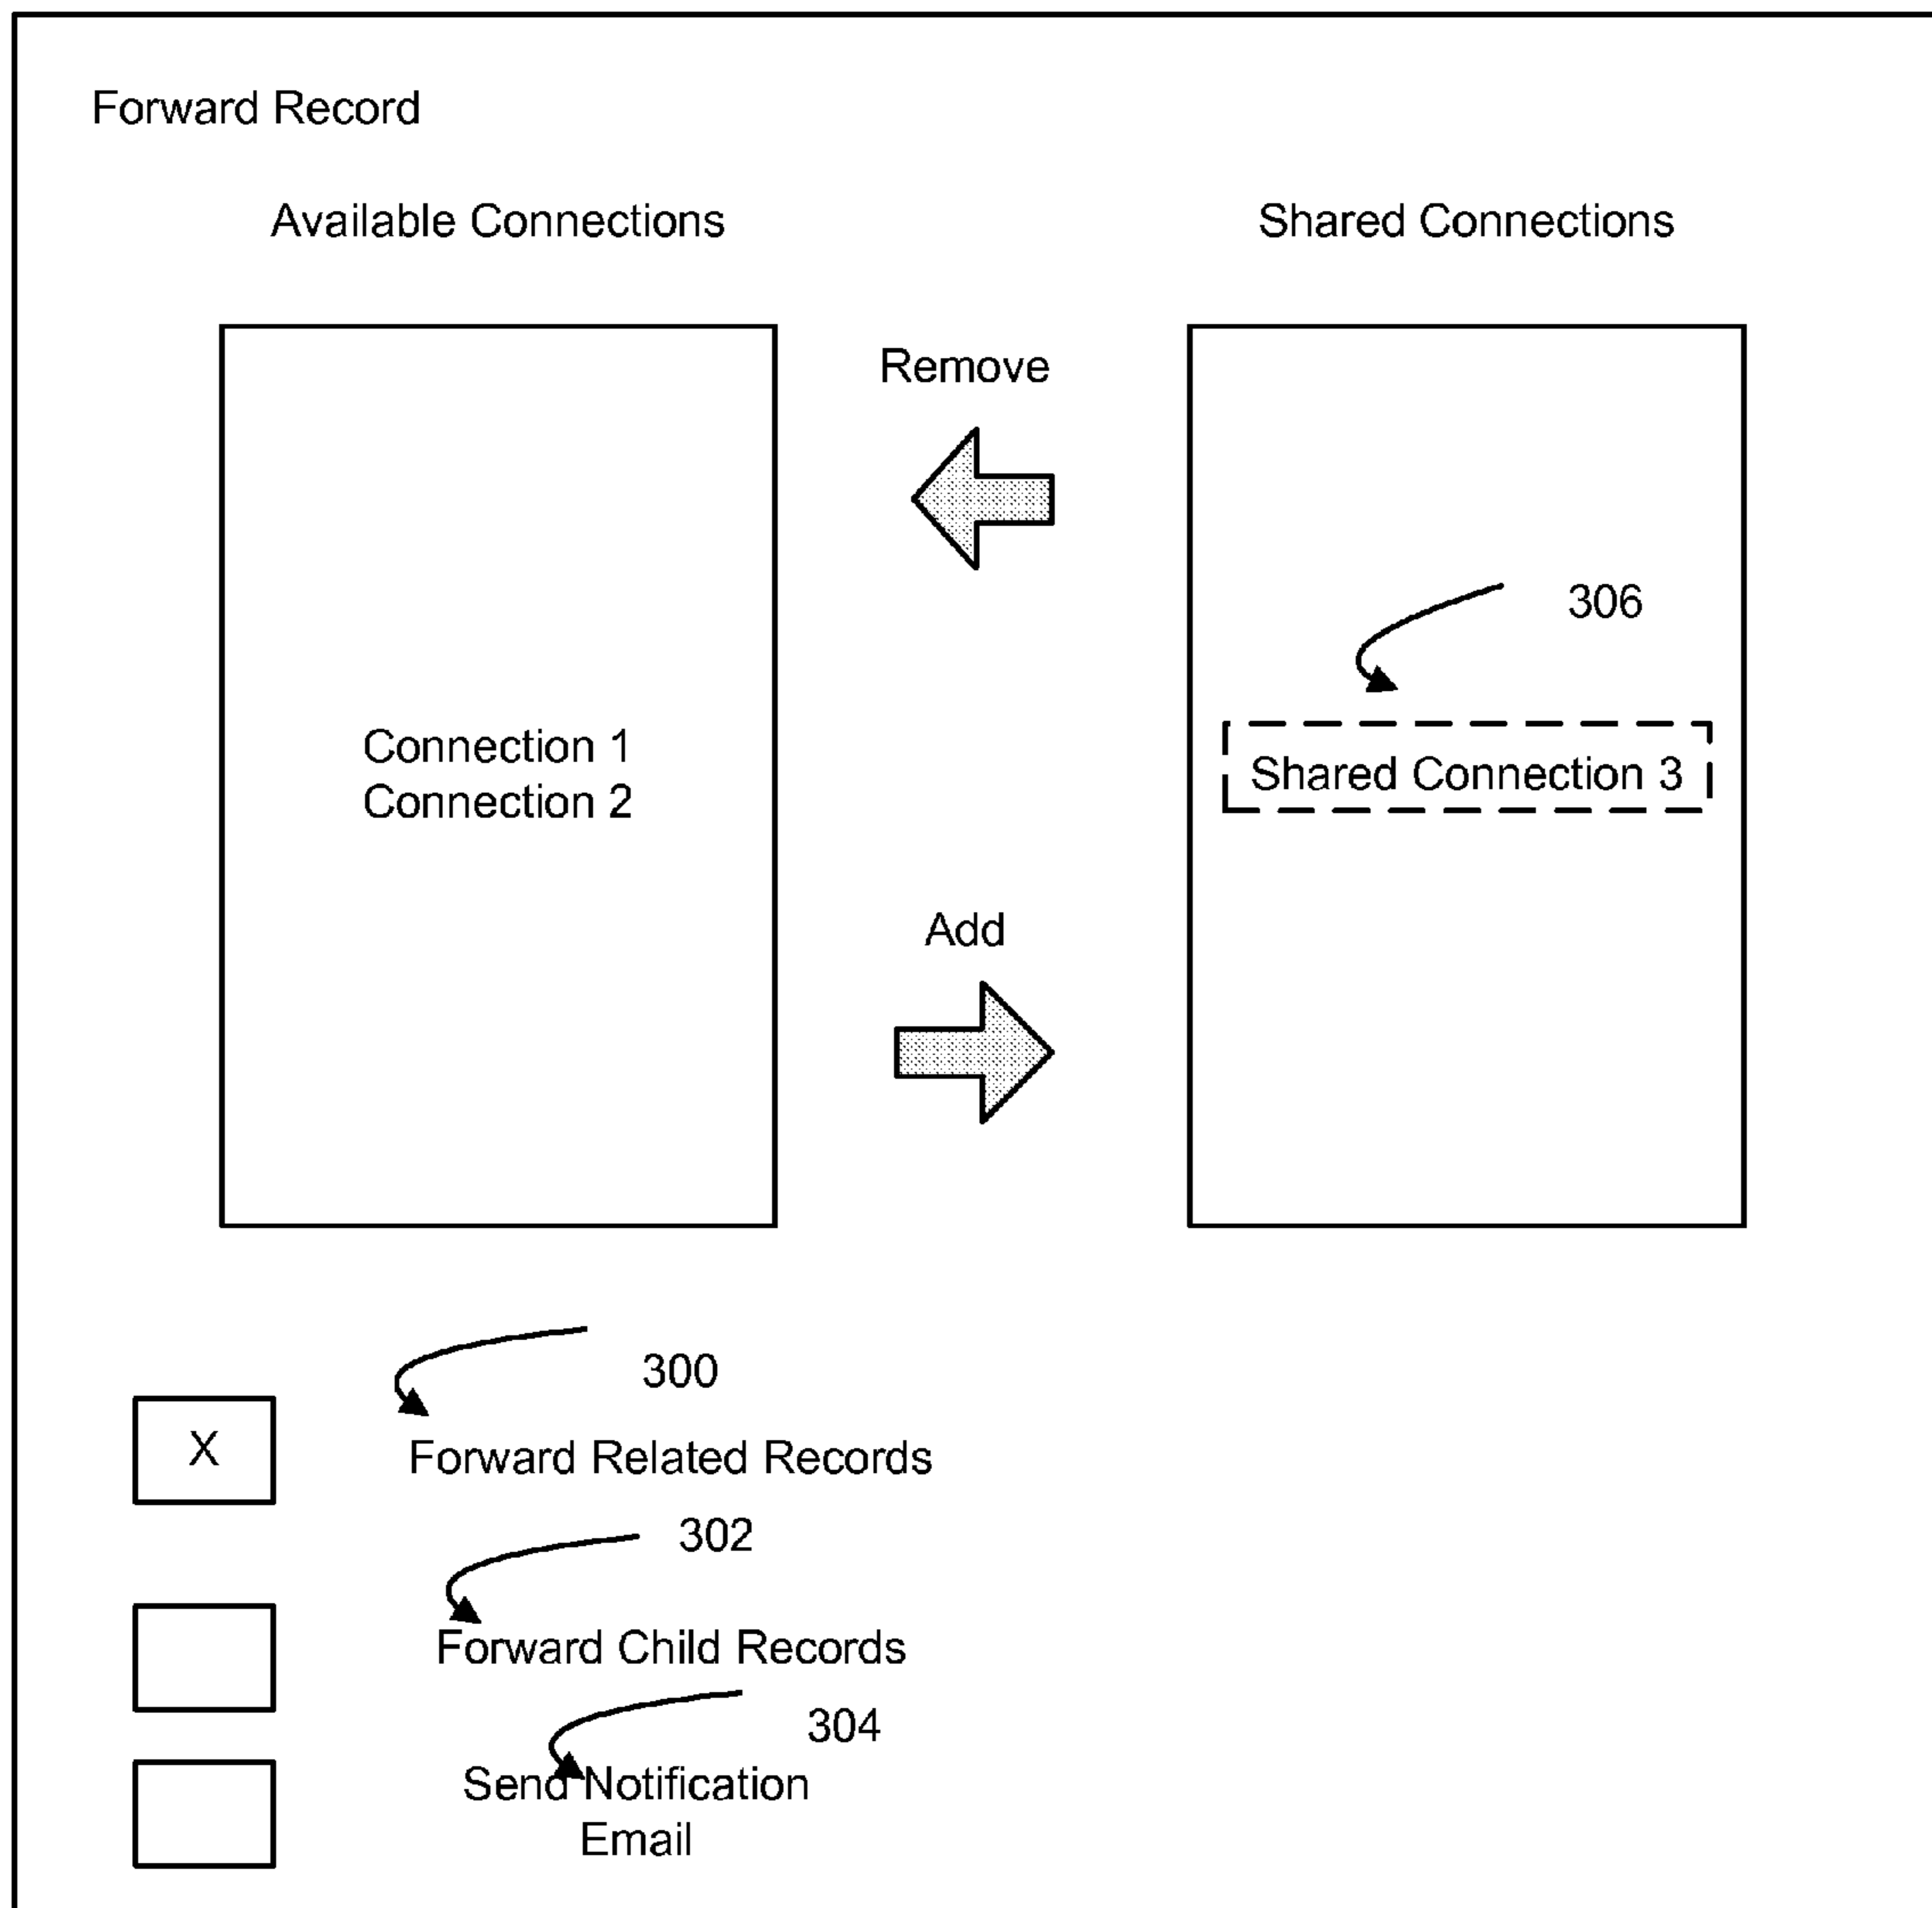 Forward Record
Available Connections
Shared Connections
Remove
306
Connection 1
Connection 2
Shared Connection 3
Add
300
X
Forward Related Records
302
Forward Child Records
304
Send Notification
Email